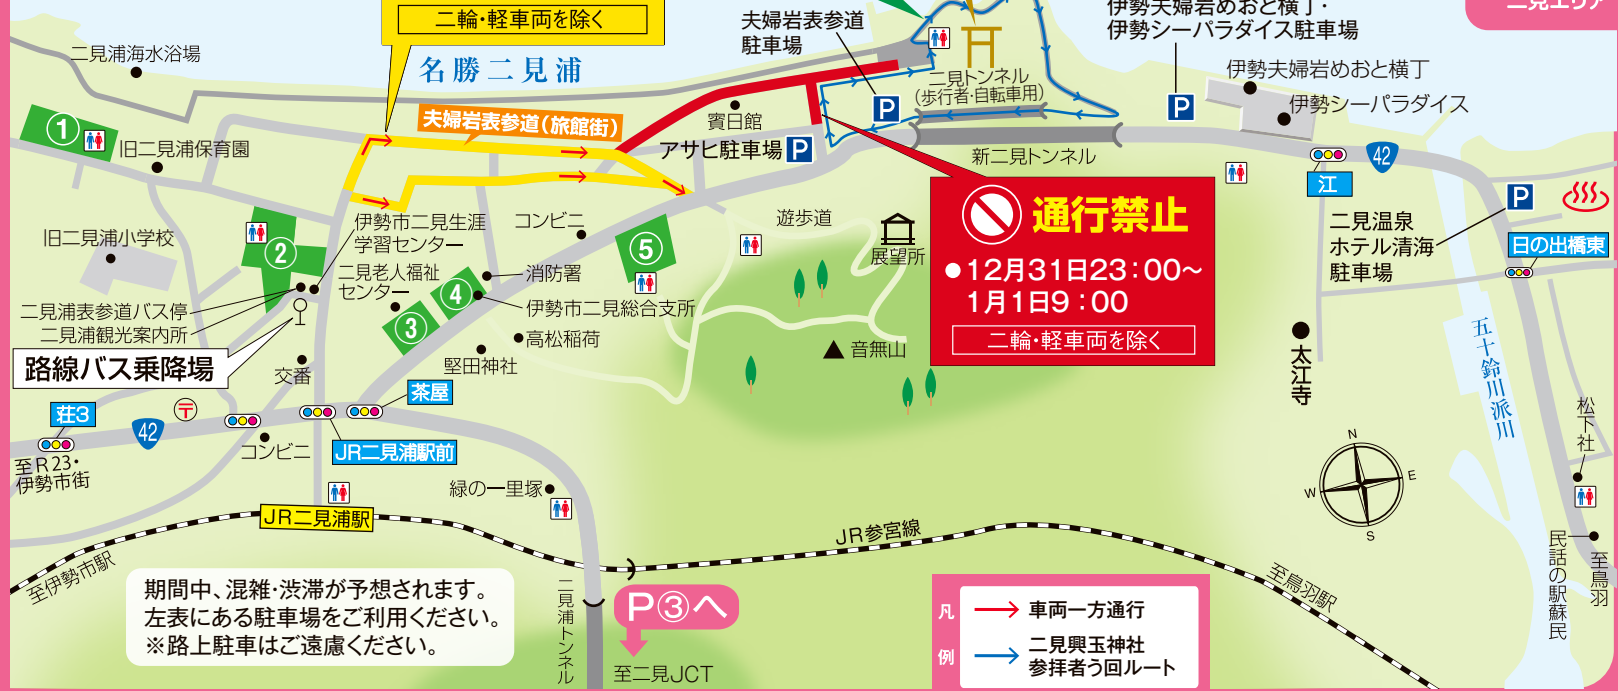 二輪・軽車両を除く
夫婦岩表参道
駐車場
伊勢夫婦岩めおと横丁・
伊勢シーパラダイス駐車場
二見エリア
二見浦海水浴場
名勝二見浦
二見トンネル
(歩行者・自転車用)
伊勢夫婦岩めおと横丁
伊勢シーパラダイス
P
P
①
夫婦岩表参道(旅館街)
賓日館
アサヒ駐車場
P
旧二見浦保育園
新二見トンネル
江
42
P
二見温泉
ホテル清海
駐車場
日の出橋東
通行禁止
●12月31日23:00〜
1月1日9:00
二輪・軽車両を除く
伊勢市二見生涯
学習センター
コンビニ
遊歩道
展望所
旧二見浦小学校
②
⑤
二見老人福祉
センター
消防署
④
伊勢市二見総合支所
③
高松稲荷
音無山
堅田神社
二見浦表参道バス停
二見浦観光案内所
路線バス乗降場
交番
茶屋
太江寺
五十鈴川派川
松下社
荘3
42
〒
JR二見浦駅前
コンビニ
至R23・
伊勢市街
緑の一里塚
N
E
W
S
JR二見浦駅
JR参宮線
至伊勢市駅
至鳥羽駅
民話の駅蘇民
至鳥羽
期間中、混雑・渋滞が予想されます。
左表にある駐車場をご利用ください。
※路上駐車はご遠慮ください。
二見浦トンネル
P③へ
至二見JCT
凡例
車両一方通行
二見興玉神社
参拝者う回ルート